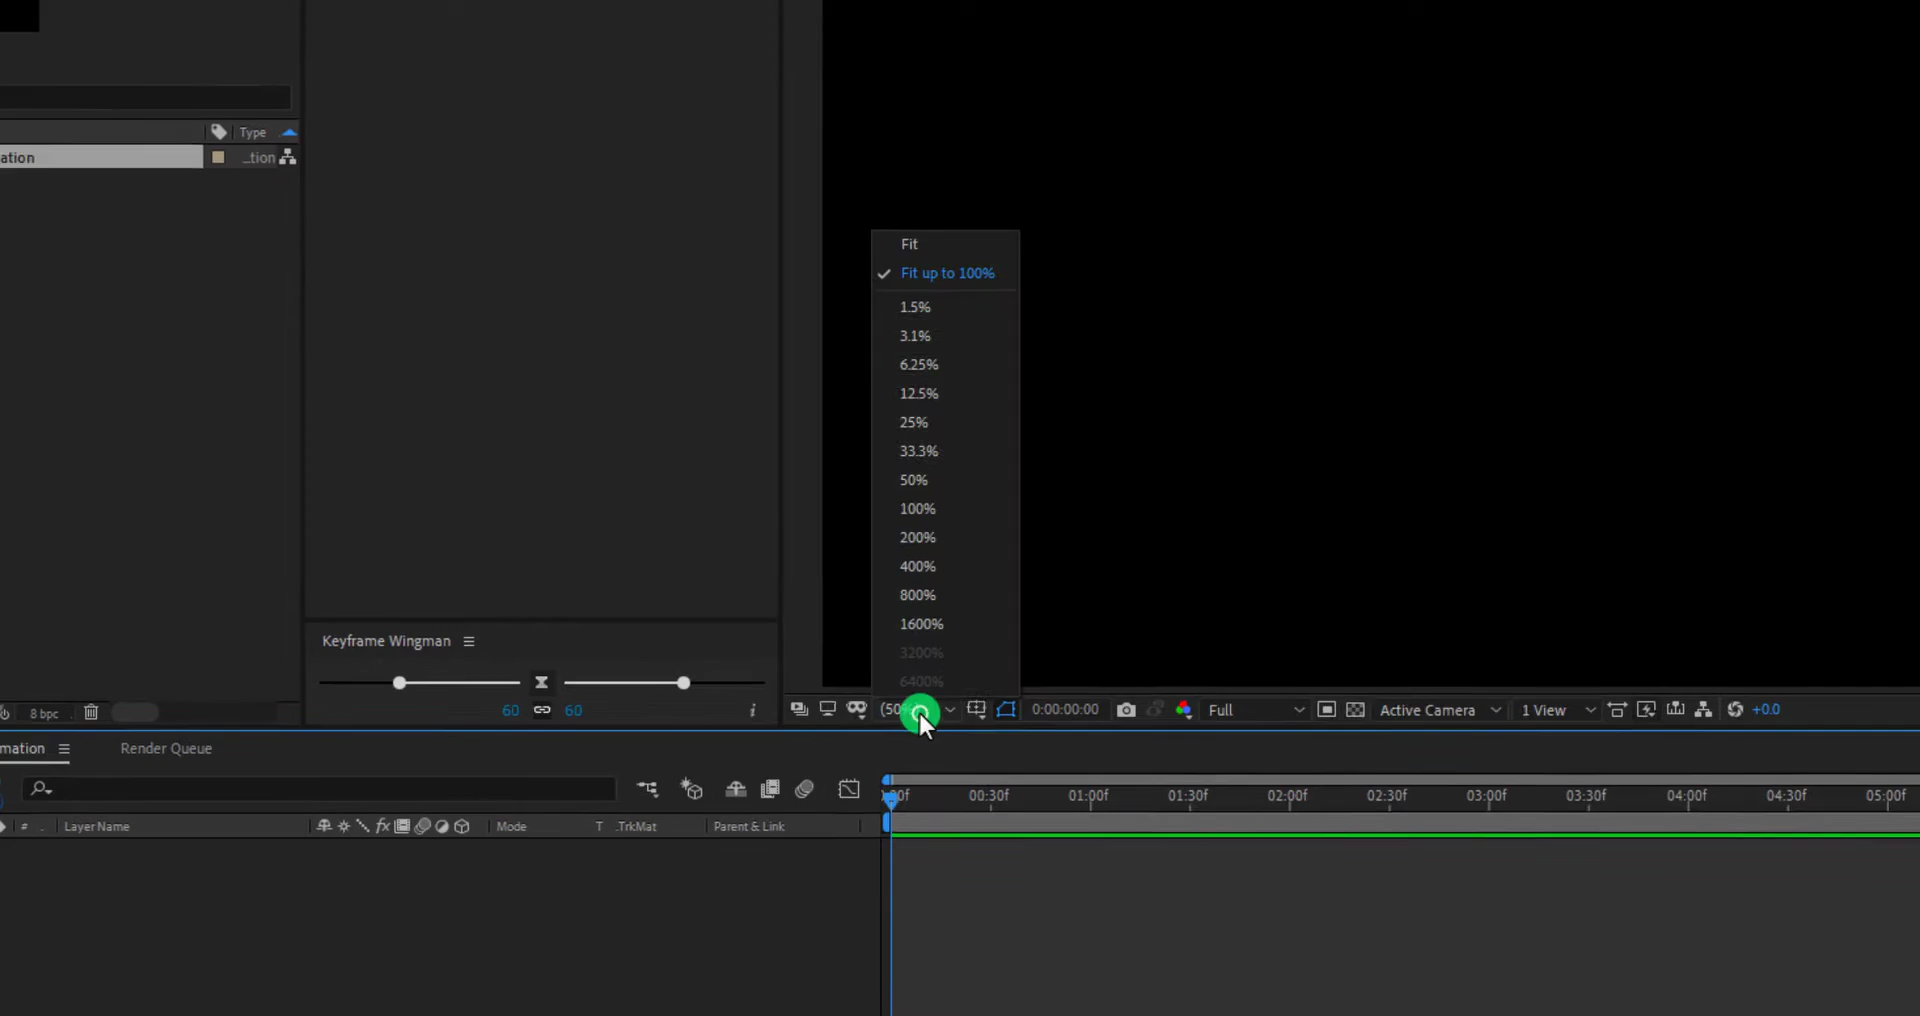 Type
ation
...tion
Fit
Fit up to 100%
1.5%
3.1%
6.25%
12.5%
25%
33.3%
50%
100%
200%
400%
800%
1600%
3200%
6400%
Keyframe Wingman
60 60
8 bpc
0:00:00:00 Full Active Camera 1 View +0.0
mation Render Queue
00:30f 01:00f 01:30f 02:00f 02:30f 03:00f 03:30f 04:00f 04:30f 05:00f
# . Layer Name fx Mode T .TrkMat Parent & Link